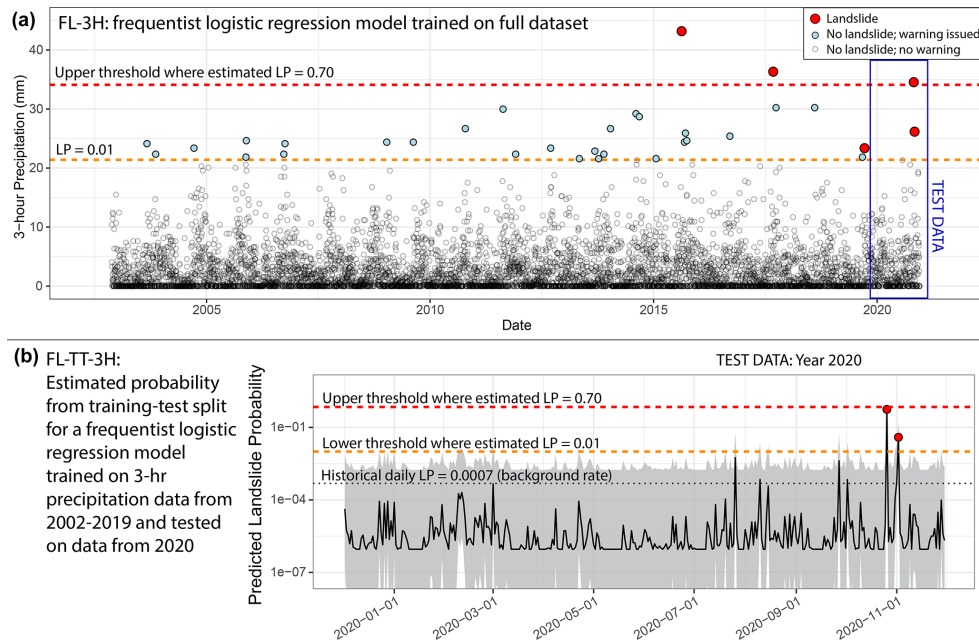 (a)
FL-3H: frequentist logistic regression model trained on full dataset
Landslide
No landslide; warning issued
No landslide; no warning
Upper threshold where estimated LP = 0.70
LP = 0.01
TEST DATA
3-hour Precipitation (mm)
40
30
20
10
0
2005
2010
2015
2020
Date
(b)
FL-TT-3H:
Estimated probability
from training-test split
for a frequentist logistic
regression model
trained on 3-hr
precipitation data from
2002-2019 and tested
on data from 2020
TEST DATA: Year 2020
Upper threshold where estimated LP = 0.70
Lower threshold where estimated LP = 0.01
Historical daily LP = 0.0007 (background rate)
Predicted Landslide Probability
1e-01
1e-04
1e-07
2020-01-01
2020-03-01
2020-05-01
2020-07-01
2020-09-01
2020-11-01